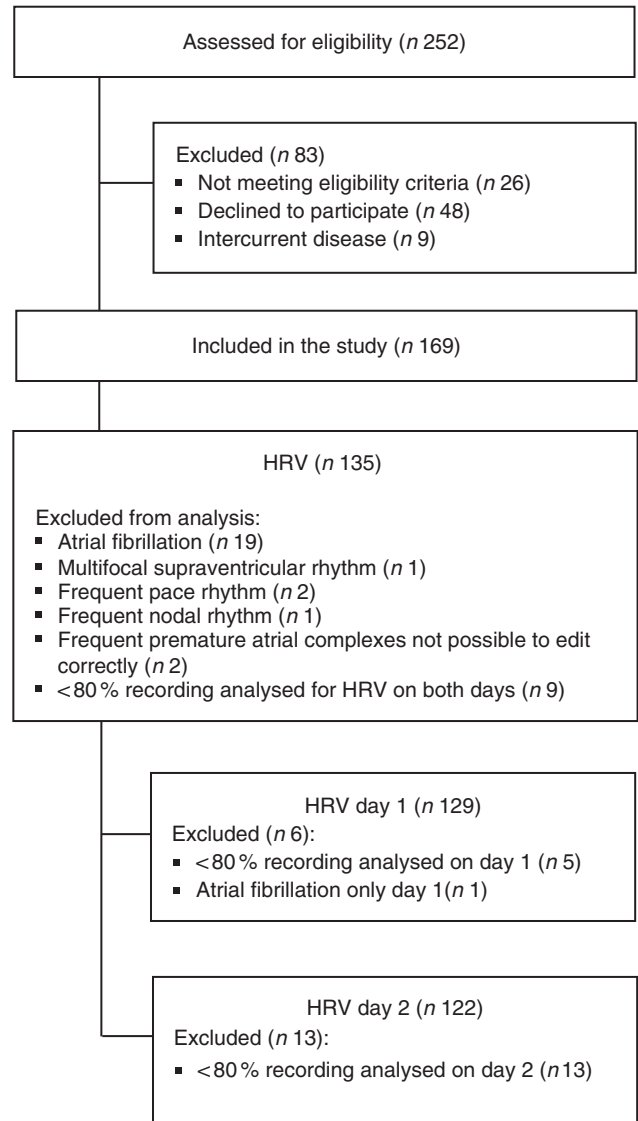 Assessed for eligibility (n 252)
Excluded (n 83)
▪ Not meeting eligibility criteria (n 26)
▪ Declined to participate (n 48)
▪ Intercurrent disease (n 9)
Included in the study (n 169)
HRV (n 135)
Excluded from analysis:
▪ Atrial fibrillation (n 19)
▪ Multifocal supraventricular rhythm (n 1)
▪ Frequent pace rhythm (n 2)
▪ Frequent nodal rhythm (n 1)
▪ Frequent premature atrial complexes not possible to edit
correctly (n 2)
▪ <80 % recording analysed for HRV on both days (n 9)
HRV day 1 (n 129)
Excluded (n 6):
▪ <80 % recording analysed on day 1 (n 5)
▪ Atrial fibrillation only day 1(n 1)
HRV day 2 (n 122)
Excluded (n 13):
▪ <80 % recording analysed on day 2 (n13)